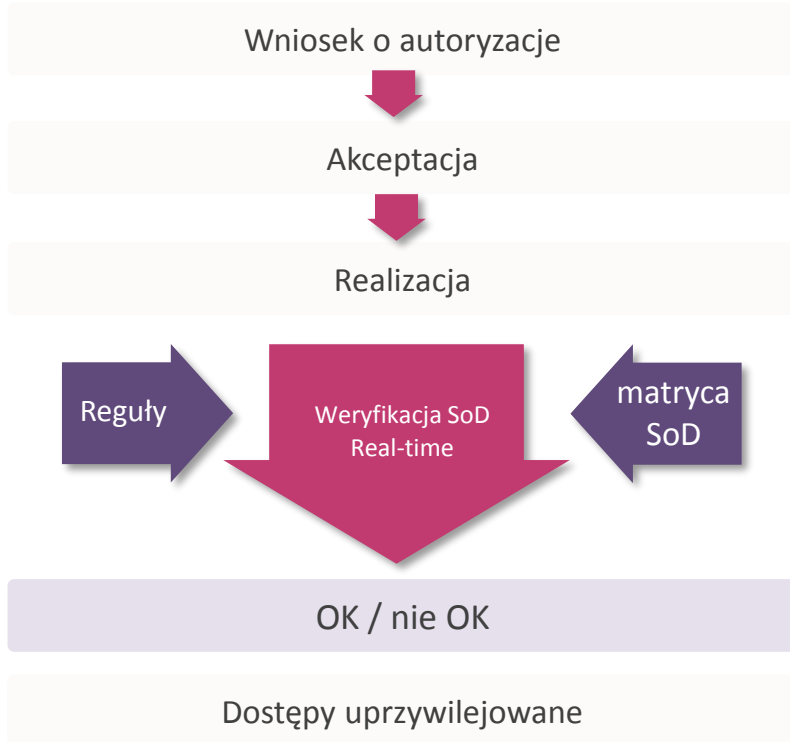 Wniosek o autoryzacje
Akceptacja
Realizacja
Reguły
Weryfikacja SoD
Real-time
matryca
SoD
OK / nie OK
Dostępy uprzywilejowane